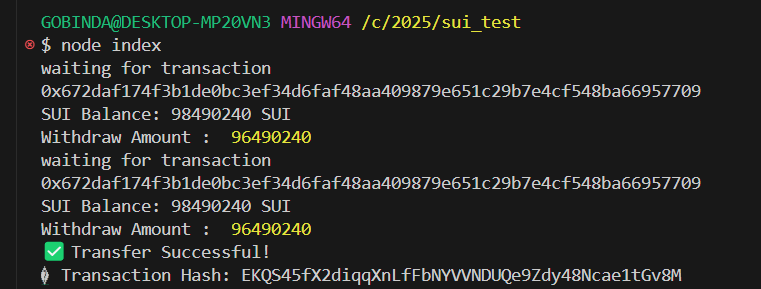 GOBINDA@DESKTOP-MP20VN3 MINGW64 /c/2025/sui_test
$ node index
waiting for transaction
0x672daf174f3b1de0bc3ef34d6faf48aa409879e651c29b7e4cf548ba66957709
SUI Balance: 98490240 SUI
Withdraw Amount :  96490240
waiting for transaction
0x672daf174f3b1de0bc3ef34d6faf48aa409879e651c29b7e4cf548ba66957709
SUI Balance: 98490240 SUI
Withdraw Amount :  96490240
✅ Transfer Successful!
Transaction Hash: EKQS45fX2diqqXnLfFbNYVVNDUQe9Zdy48Ncae1tGv8M